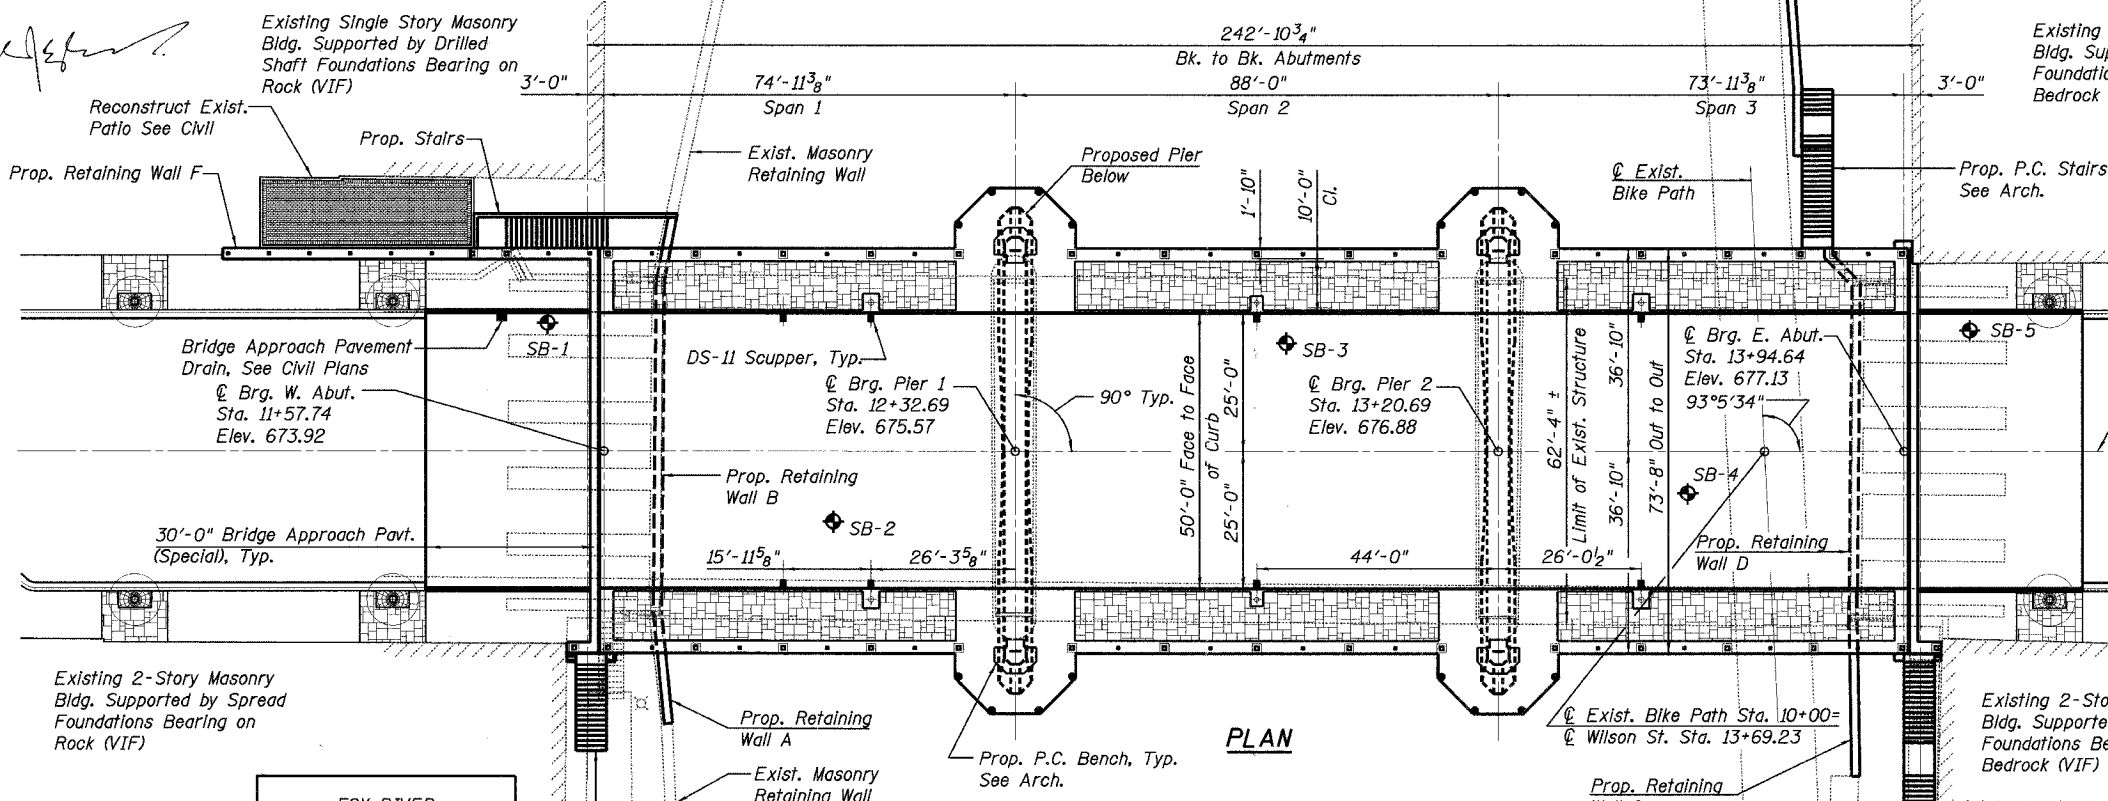 Existing Single Story Masonry
Bldg. Supported by Drilled
Shaft Foundations Bearing on
Rock (VIF)
Reconstruct Exist.
Patio See Civil
Prop. Stairs
Prop. Retaining Wall F
242'-10¾"
Bk. to Bk. Abutments
3'-0"
74'-11⅜"
Span 1
88'-0"
Span 2
73'-11⅜"
Span 3
3'-0"
Existing
Foundatio
Bedrock
Exist. Masonry
Retaining Wall
Proposed Pier
Below
1'-10"
10'-0"
Cl.
℄ Exist.
Bike Path
Prop. P.C. Stairs
See Arch.
Bridge Approach Pavement
Drain, See Civil Plans
SB-1
DS-11 Scupper, Typ.
SB-3
SB-5
℄ Brg. W. Abut.
Sta. 11+57.74
Elev. 673.92
℄ Brg. Pier 1
Sta. 12+32.69
Elev. 675.57
90° Typ.
50'-0" Face to Face
of Curb
25'-0"
25'-0"
℄ Brg. Pier 2
Sta. 13+20.69
Elev. 676.88
62'-4" ±
Limit of Exist. Structure
36'-10"
36'-10"
73'-8" Out to Out
℄ Brg. E. Abut.
Sta. 13+94.64
Elev. 677.13
93°5'34"
SB-4
Prop. Retaining
Wall B
SB-2
30'-0" Bridge Approach Pavt.
(Special), Typ.
15'-11⅝"
26'-3⅝"
44'-0"
26'-0½"
Prop. Retaining
Wall D
Existing 2-Story Masonry
Bldg. Supported by Spread
Foundations Bearing on
Rock (VIF)
Prop. Retaining
Wall A
Exist. Masonry
Retaining Wall
Prop. P.C. Bench, Typ.
See Arch.
PLAN
℄ Exist. Bike Path Sta. 10+00=
℄ Wilson St. Sta. 13+69.23
Prop. Retaining
Existing 2-Sto
Bldg. Supporte
Foundations Be
Bedrock (VIF)
FOX RIVER